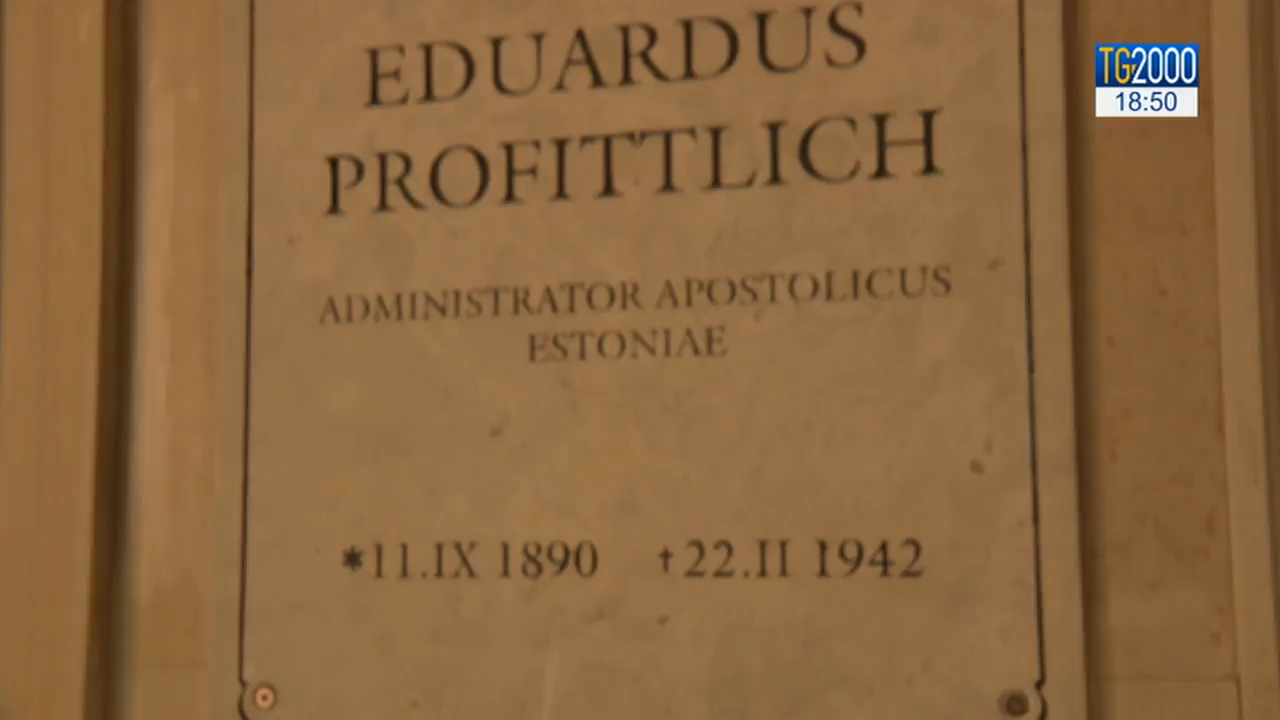 EDUARDUS
PROFITTLICH
ADMINISTRATOR APOSTOLICUS
ESTONIAE
*11.IX 1890 †22.II 1942
TG2000
18:50